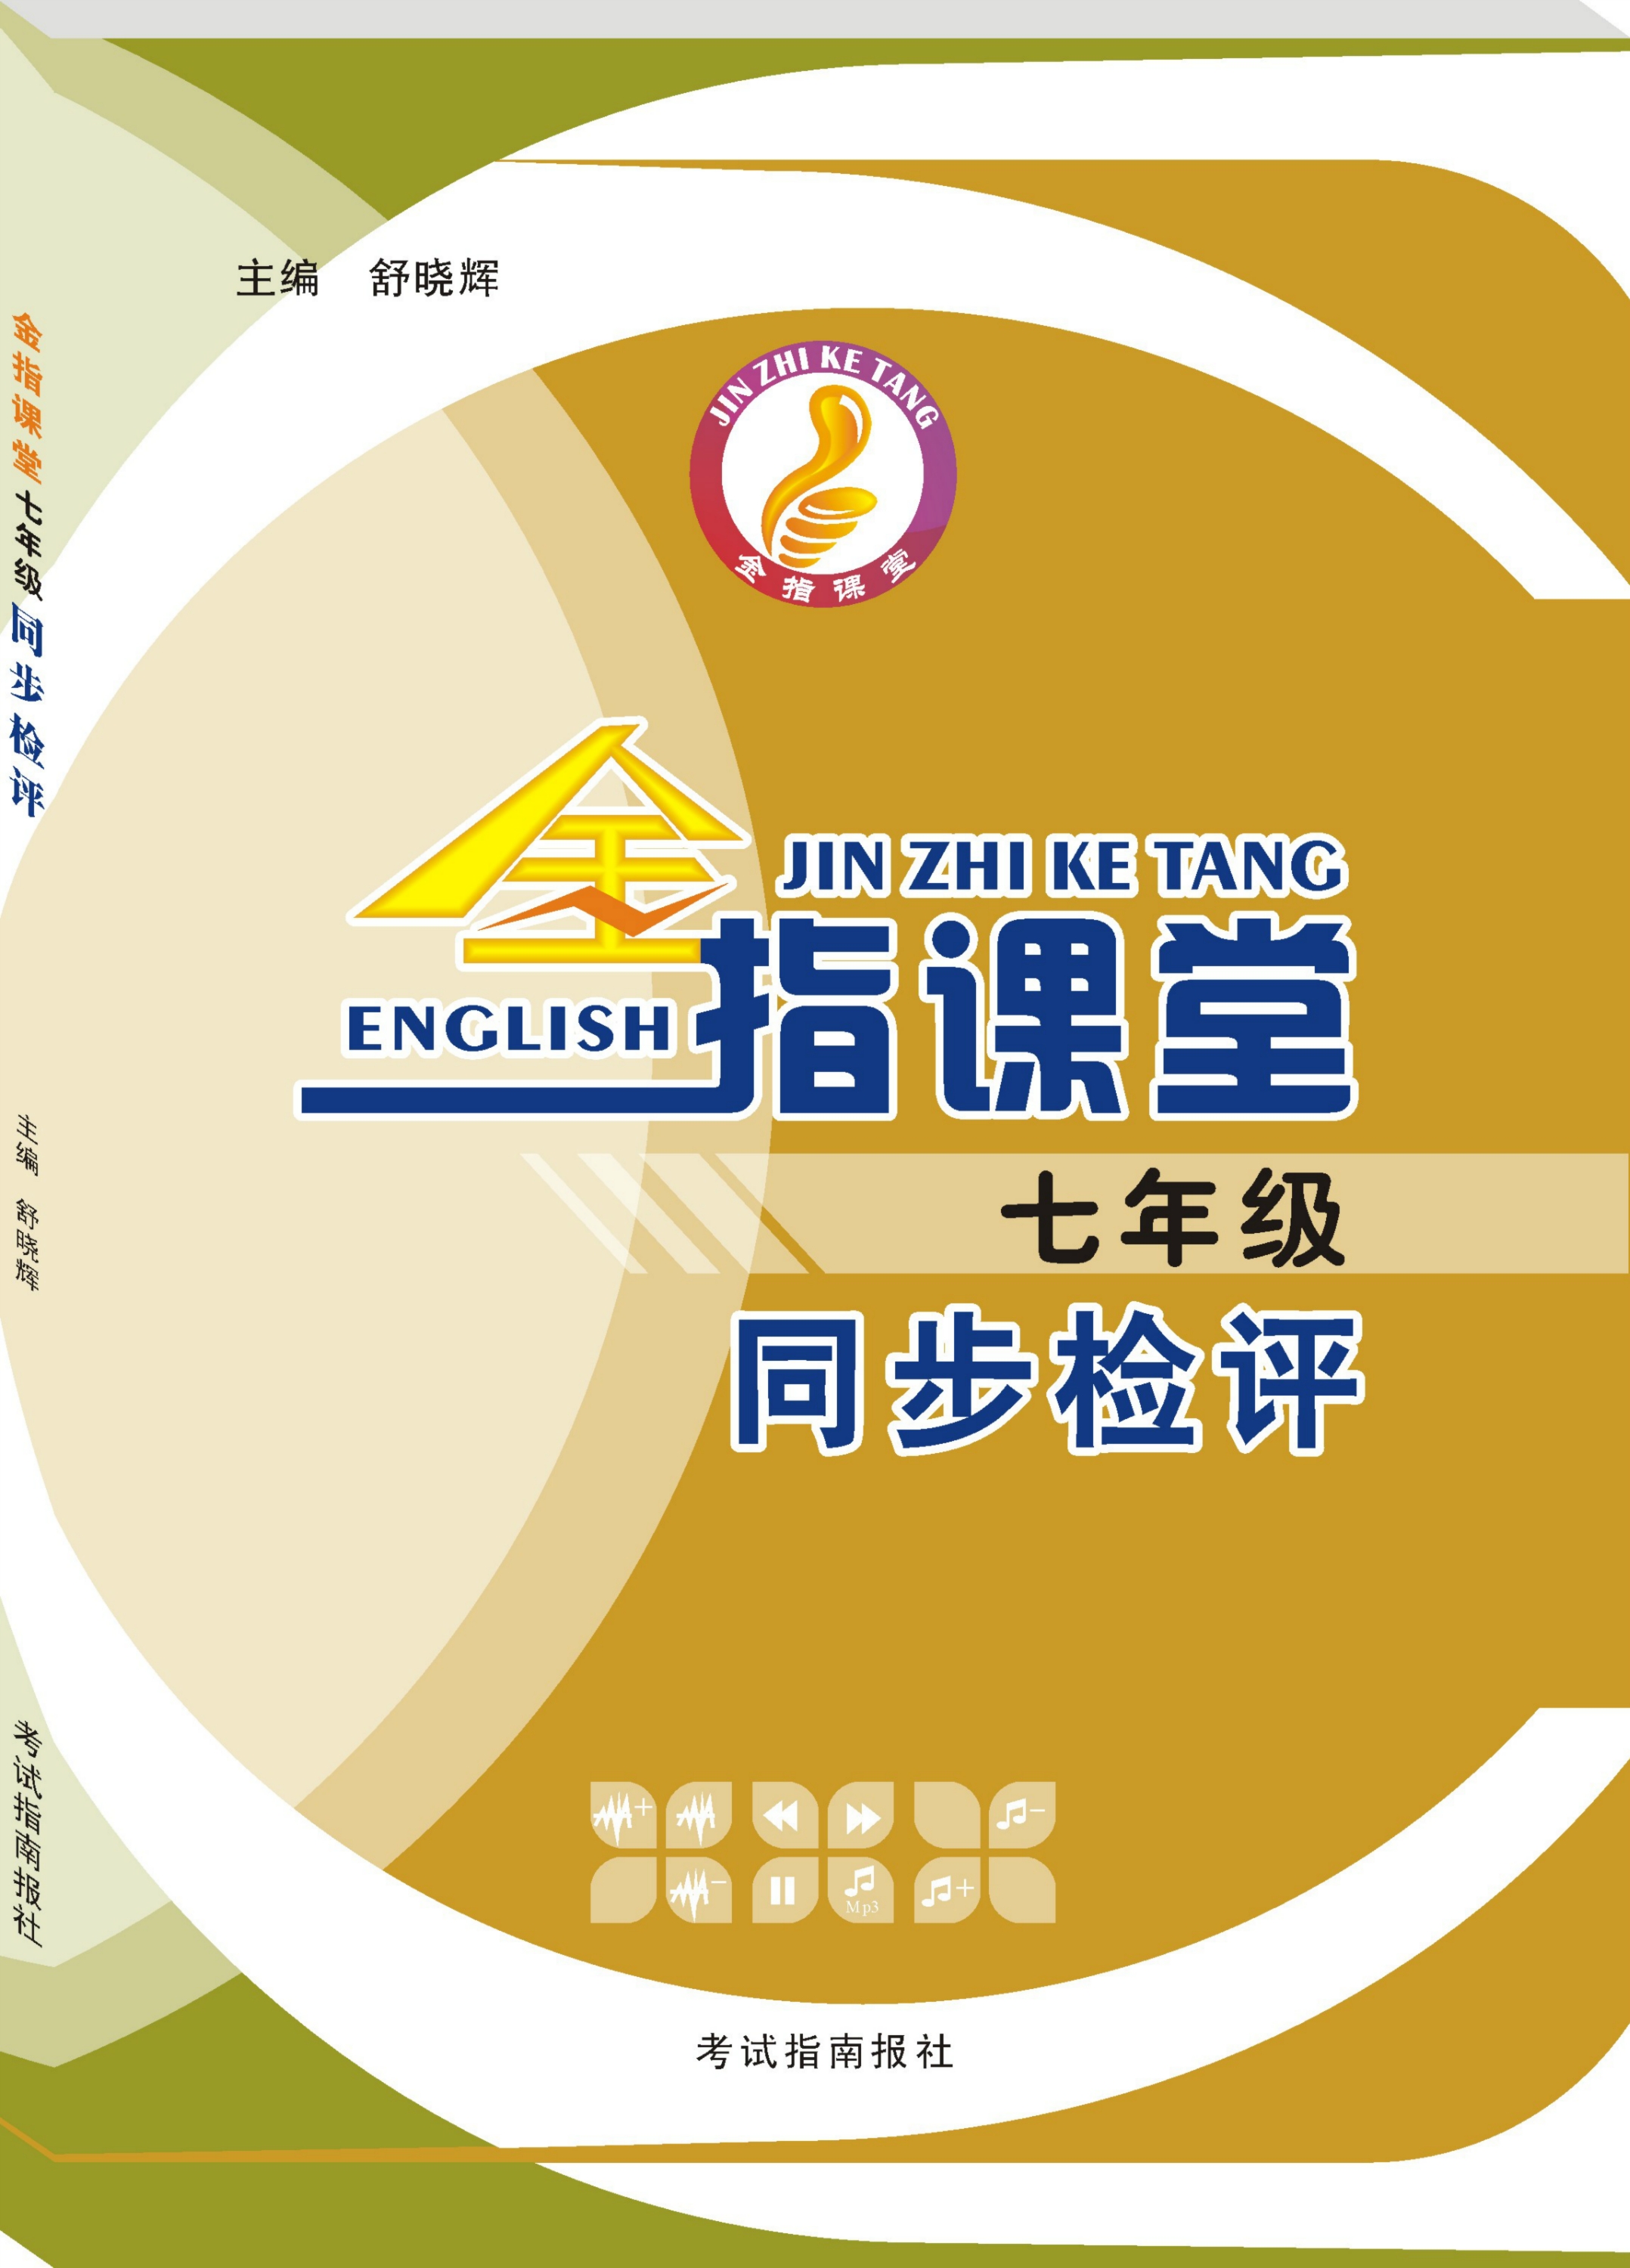 主编 舒晓辉
JIN ZHI KE TANG
金指课堂
JIN ZHI KE TANG
金指课堂
ENGLISH
七年级
同步检评
Mp3
考试指南报社
金指课堂 七年级 同步检评
主编 舒晓辉
考试指南报社